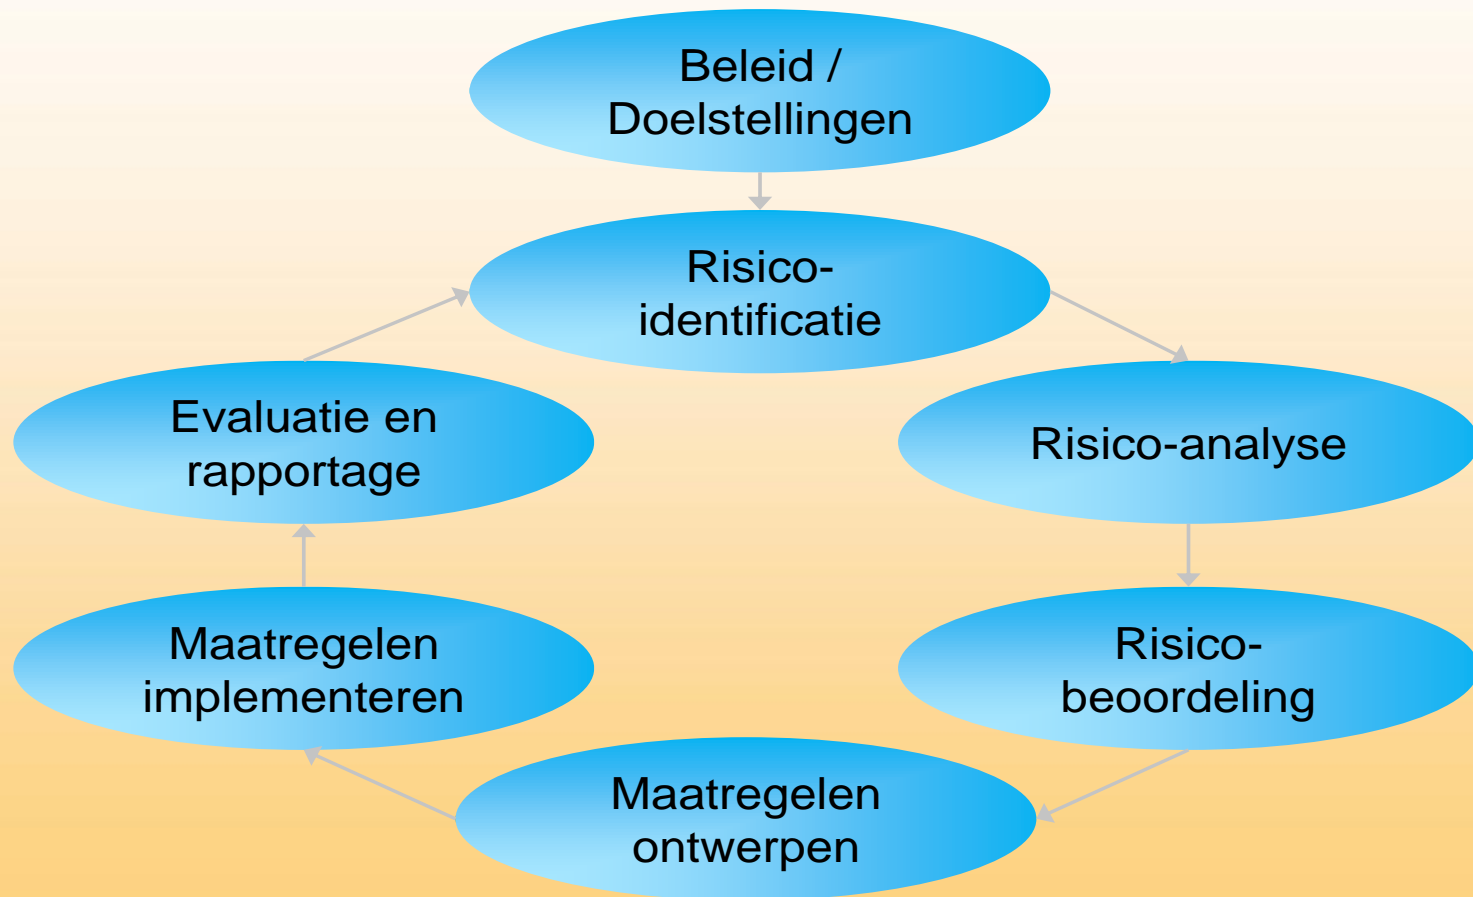 Beleid /
Doelstellingen
Risico-
identificatie
Risico-analyse
Risico-
beoordeling
Maatregelen
ontwerpen
Maatregelen
implementeren
Evaluatie en
rapportage